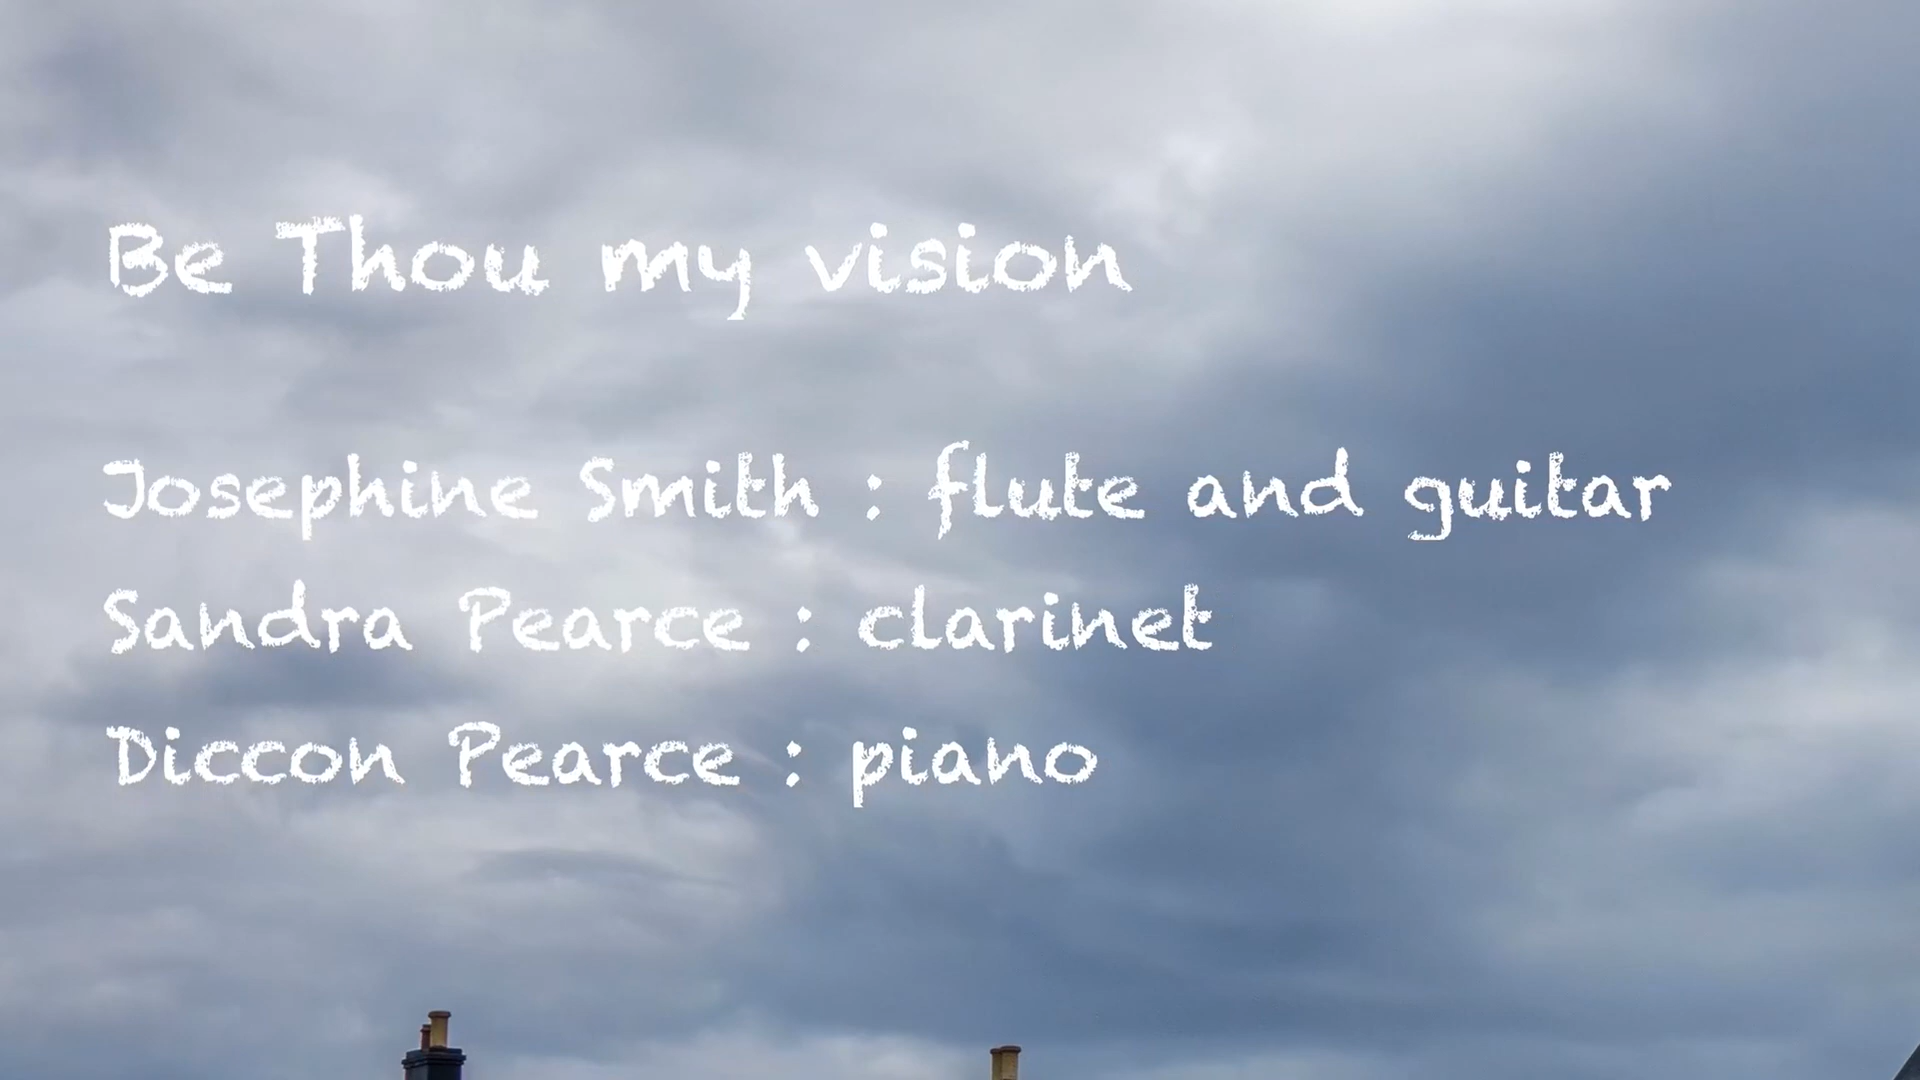 Be Thou my vision
Josephine Smith : flute and guitar
Sandra Pearce : clarinet
Diccon Pearce : piano